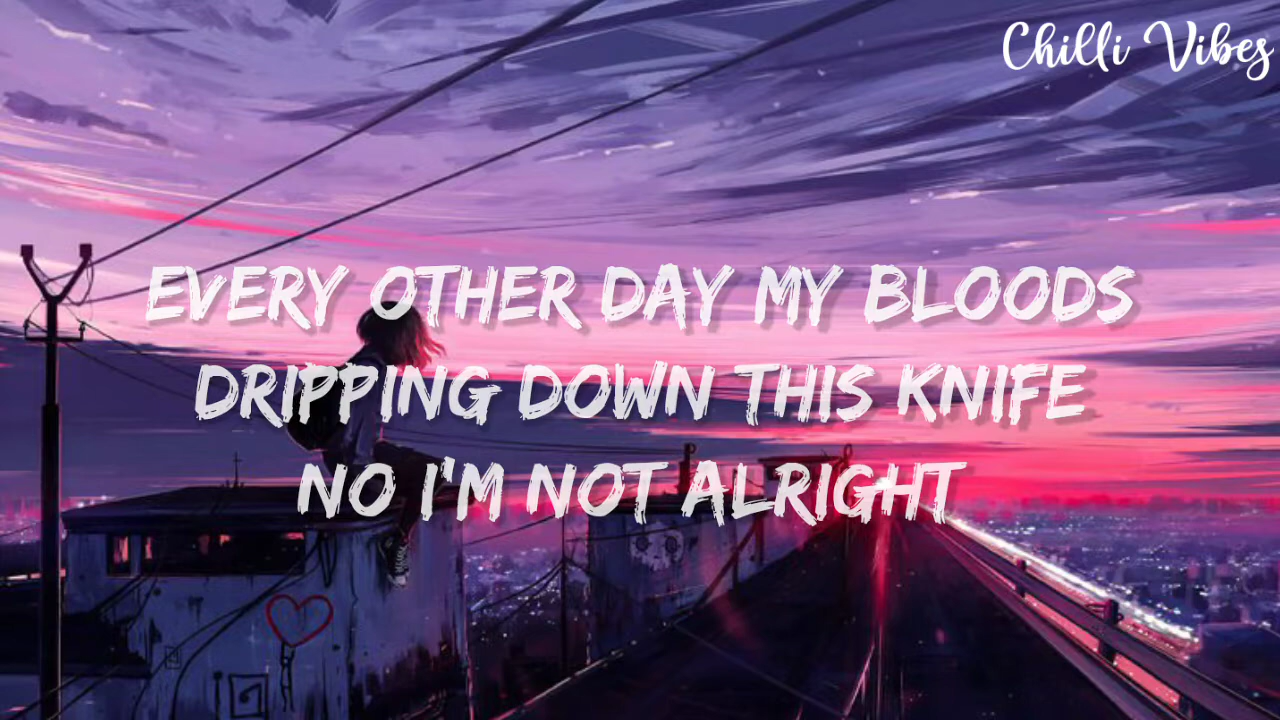 Chilli Vibes
EVERY OTHER DAY MY BLOODS
DRIPPING DOWN THIS KNIFE
NO I'M NOT ALRIGHT